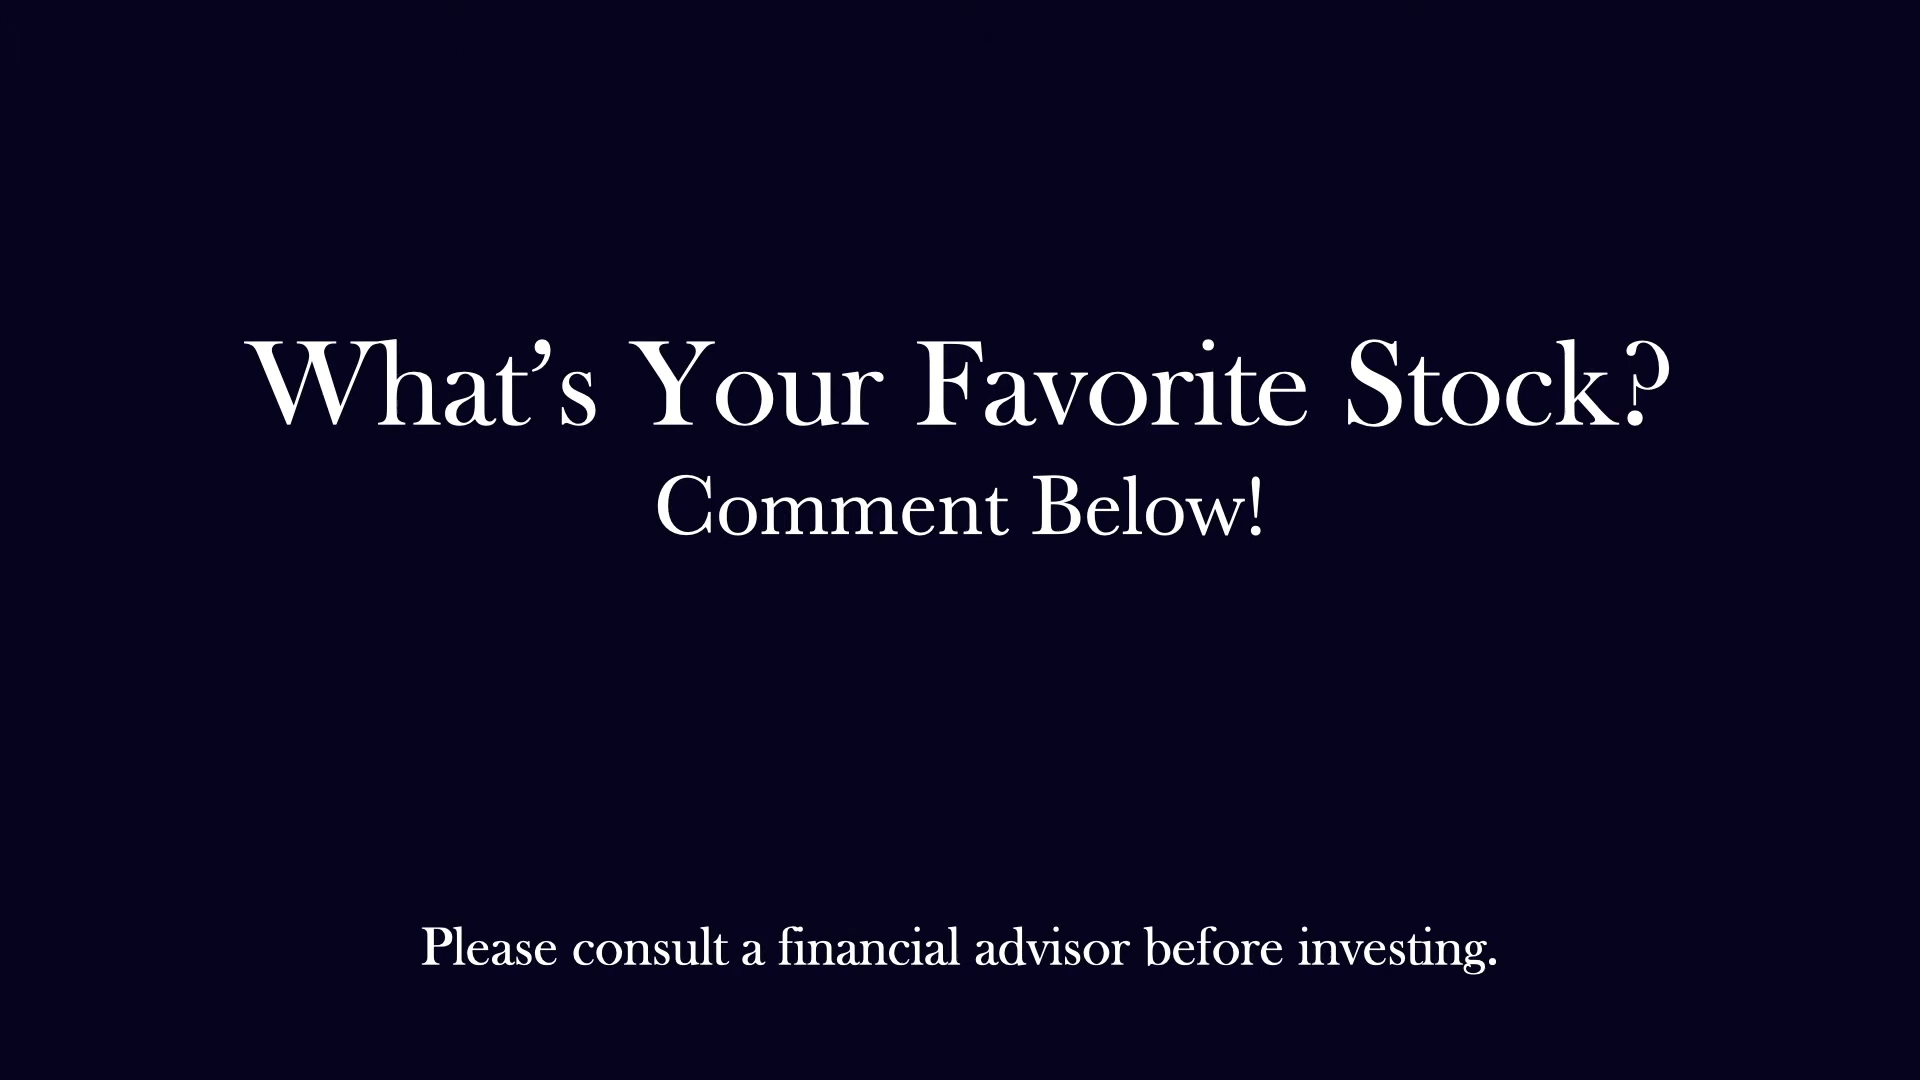 What’s Your Favorite Stock?
Comment Below!
Please consult a financial advisor before investing.